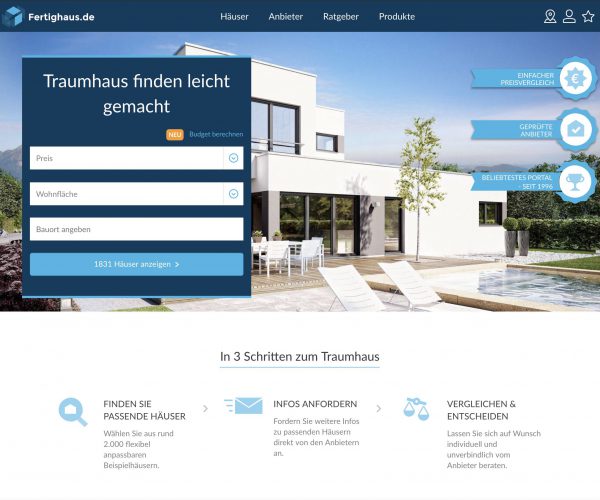 Fertighaus.de
Häuser Anbieter Ratgeber Produkte
Traumhaus finden leicht
gemacht
NEU Budget berechnen
Preis
Wohnfläche
Bauort angeben
1831 Häuser anzeigen >
EINFACHER
PREISVERGLEICH
€
GEPRÜFTE
ANBIETER
BELIEBTESTES PORTAL
- SEIT 1996
In 3 Schritten zum Traumhaus
FINDEN SIE
PASSENDE HÄUSER
Wählen Sie aus rund
2.000 flexibel
anpassbaren
Beispielhäusern.
INFOS ANFORDERN
Fordern Sie weitere Infos
zu passenden Häusern
direkt von den Anbietern
an.
VERGLEICHEN &
ENTSCHEIDEN
Lassen Sie sich auf Wunsch
individuell und
unverbindlich vom
Anbieter beraten.